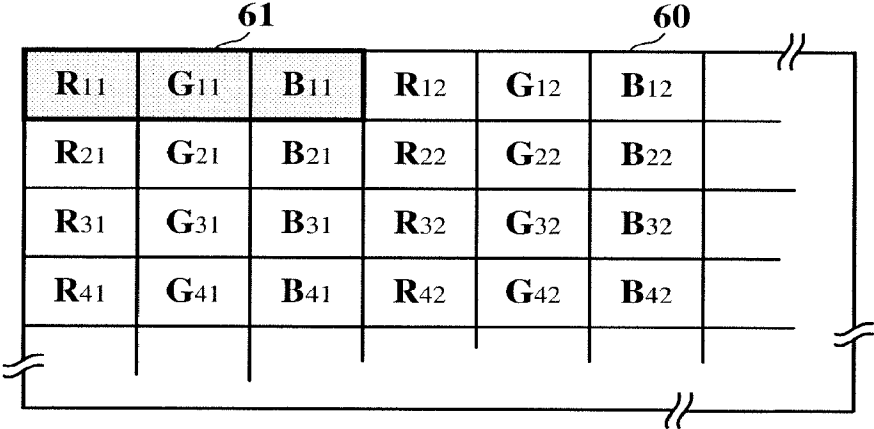 61 60
R11 G11 B11 R12 G12 B12
R21 G21 B21 R22 G22 B22
R31 G31 B31 R32 G32 B32
R41 G41 B41 R42 G42 B42